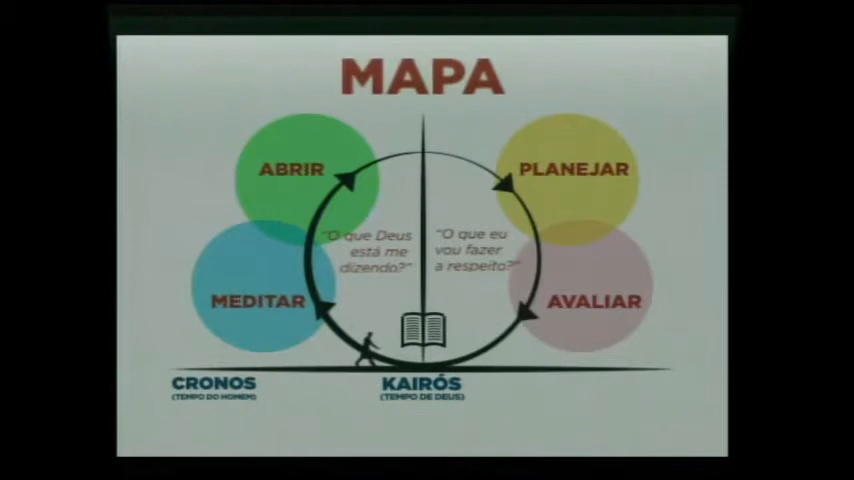 MAPA
ABRIR
PLANEJAR
"O que Deus
está me
dizendo?"
"O que eu
vou fazer
a respeito?"
MEDITAR
AVALIAR
CRONOS
(TEMPO DO HOMEM)
KAIRÓS
(TEMPO DE DEUS)